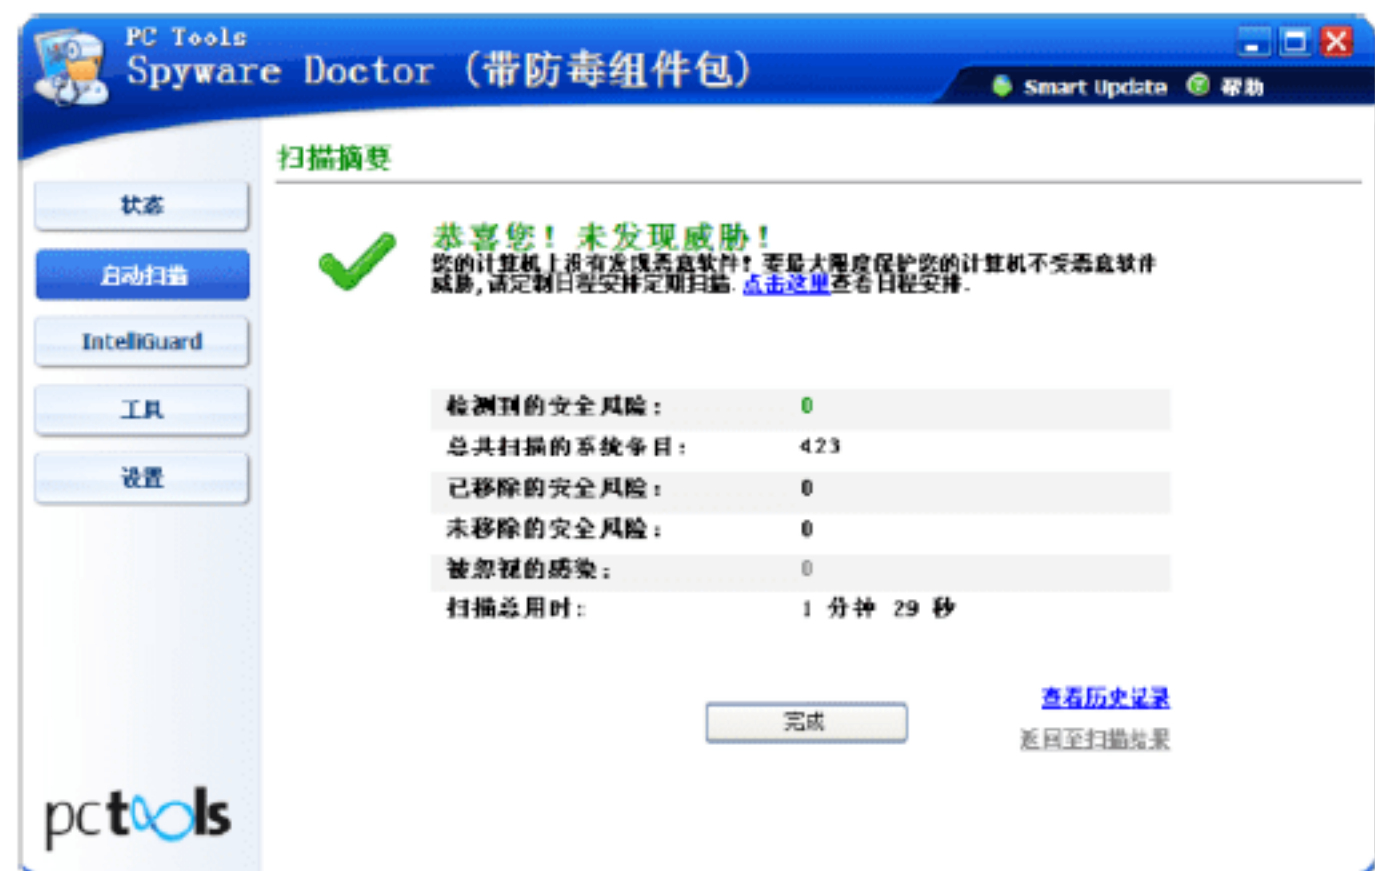 PC Tools
Spyware Doctor (带防毒组件包)
Smart Update 帮助
扫描摘要
状态
启动扫描
IntelliGuard
工具
设置
恭喜您！未发现威胁！
您的计算机上没有发现恶意软件！要最大限度保护您的计算机不受恶意软件
威胁,请定制日程安排定期扫描.点击这里查看日程安排.
检测到的安全风险： 0
总共扫描的系统条目： 423
已移除的安全风险： 0
未移除的安全风险： 0
被忽视的感染： 0
扫描总用时： 1 分钟 29 秒
查看历史记录
完成
返回至扫描结果
pctools